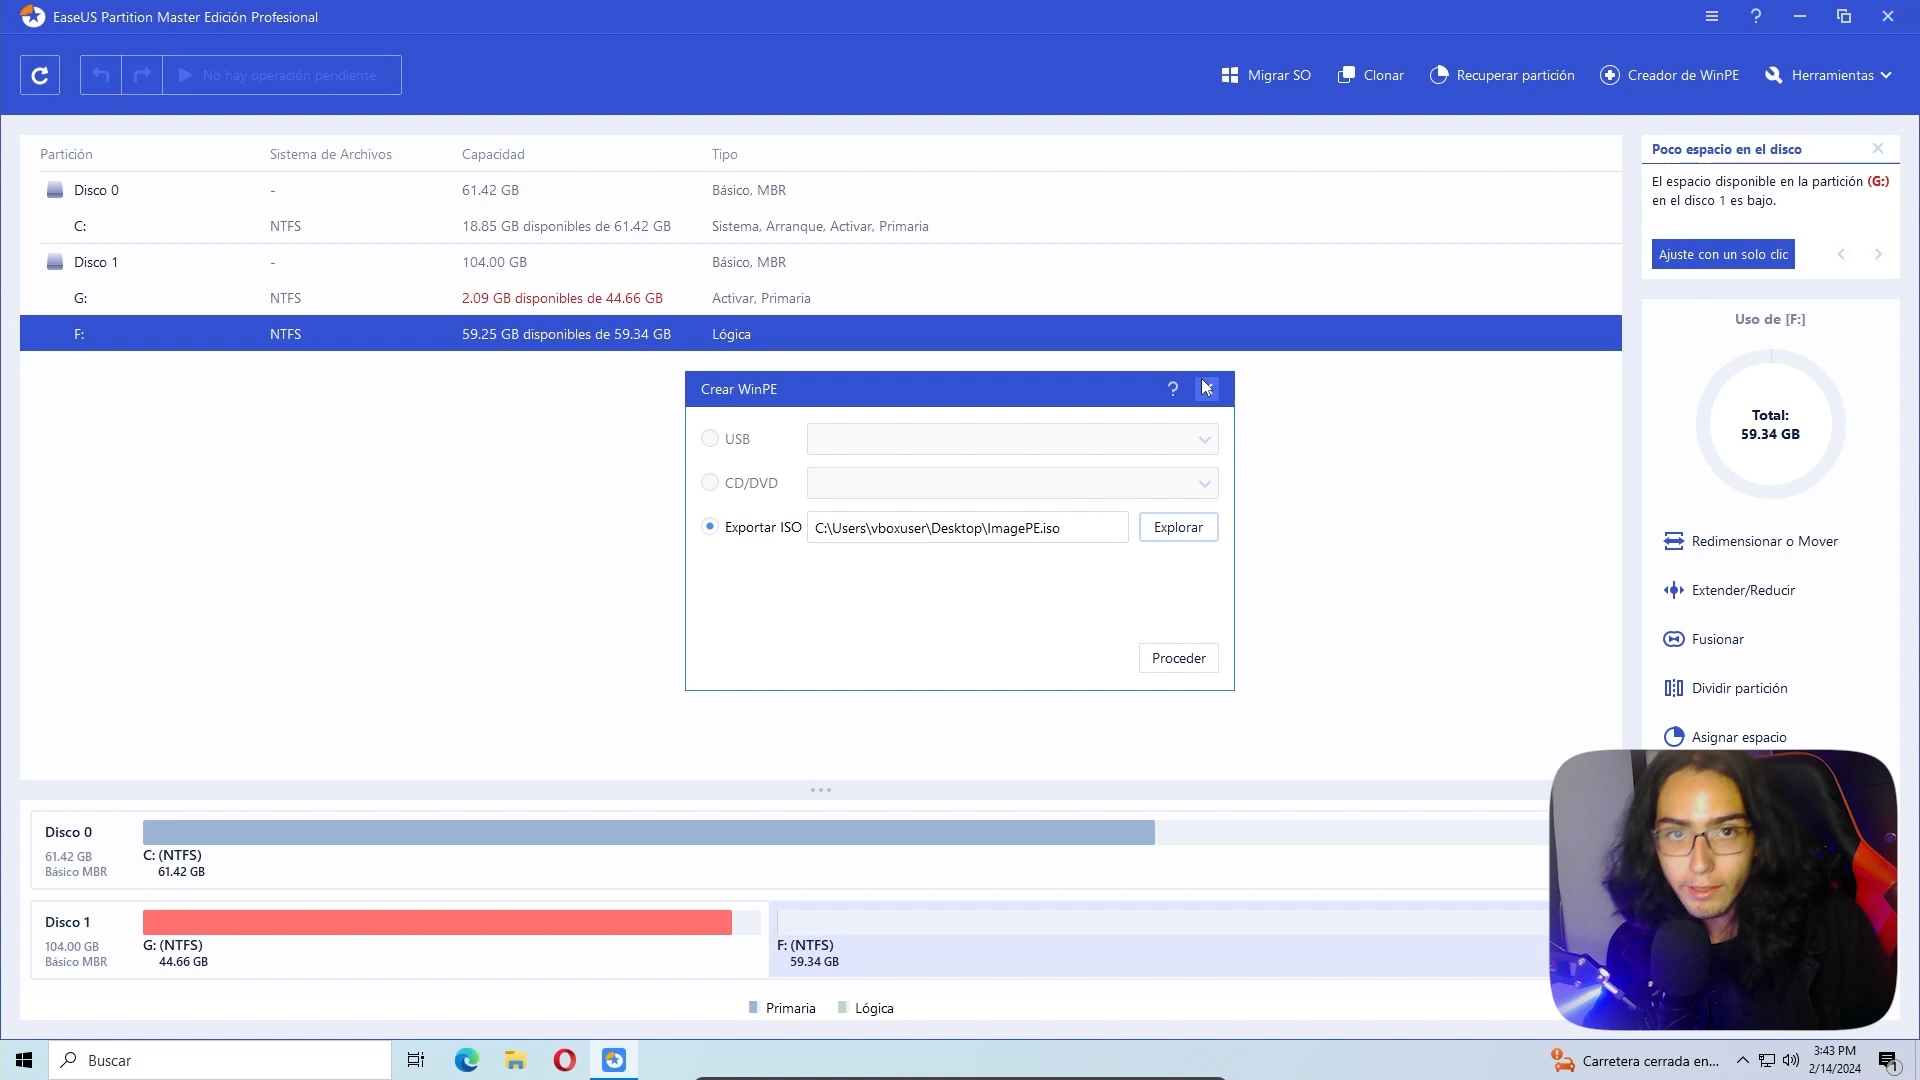 EaseUS Partition Master Edición Profesional
No hay operación pendiente
Migrar SO
Clonar
Recuperar partición
Creador de WinPE
Herramientas
Partición Sistema de Archivos Capacidad Tipo
Disco 0 - 61.42 GB Básico, MBR
C: NTFS 18.85 GB disponibles de 61.42 GB Sistema, Arranque, Activar, Primaria
Disco 1 - 104.00 GB Básico, MBR
G: NTFS 2.09 GB disponibles de 44.66 GB Activar, Primaria
F: NTFS 59.25 GB disponibles de 59.34 GB Lógica
Poco espacio en el disco
El espacio disponible en la partición (G:)
en el disco 1 es bajo.
Ajuste con un solo clic
Uso de [F:]
Total:
59.34 GB
Redimensionar o Mover
Extender/Reducir
Fusionar
Dividir partición
Asignar espacio
Crear WinPE
USB
CD/DVD
Exportar ISO C:\Users\vboxuser\Desktop\ImagePE.iso Explorar
Proceder
Disco 0
61.42 GB
Básico MBR
C: (NTFS)
61.42 GB
Disco 1
104.00 GB
Básico MBR
G: (NTFS)
44.66 GB
F: (NTFS)
59.34 GB
Primaria Lógica
Buscar
Carretera cerrada en...
3:43 PM
2/14/2024
1